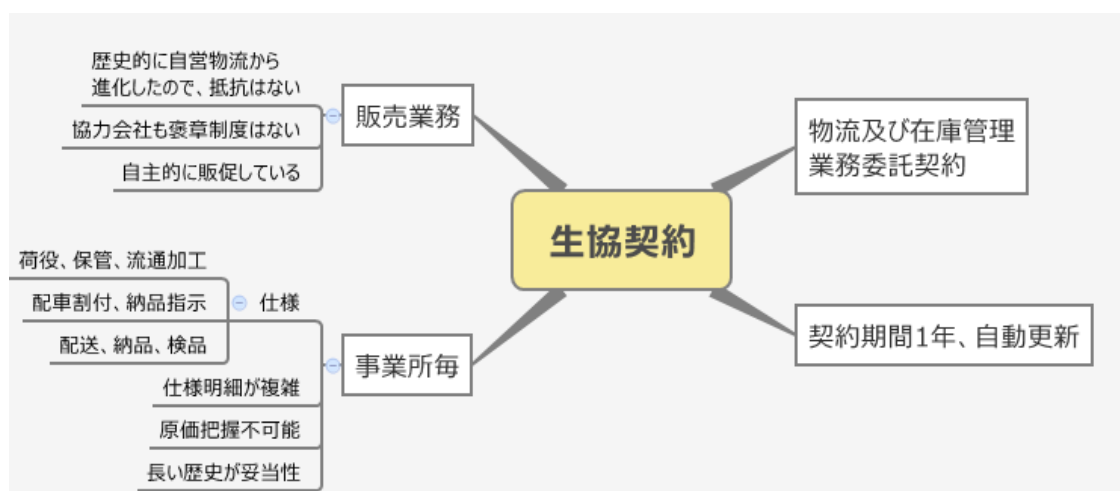 歴史的に自営物流から
進化したので、抵抗はない
協力会社も褒章制度はない
自主的に販促している
販売業務
荷役、保管、流通加工
配車割付、納品指示
配送、納品、検品
仕様
仕様明細が複雑
原価把握不可能
長い歴史が妥当性
事業所毎
生協契約
物流及び在庫管理
業務委託契約
契約期間1年、自動更新